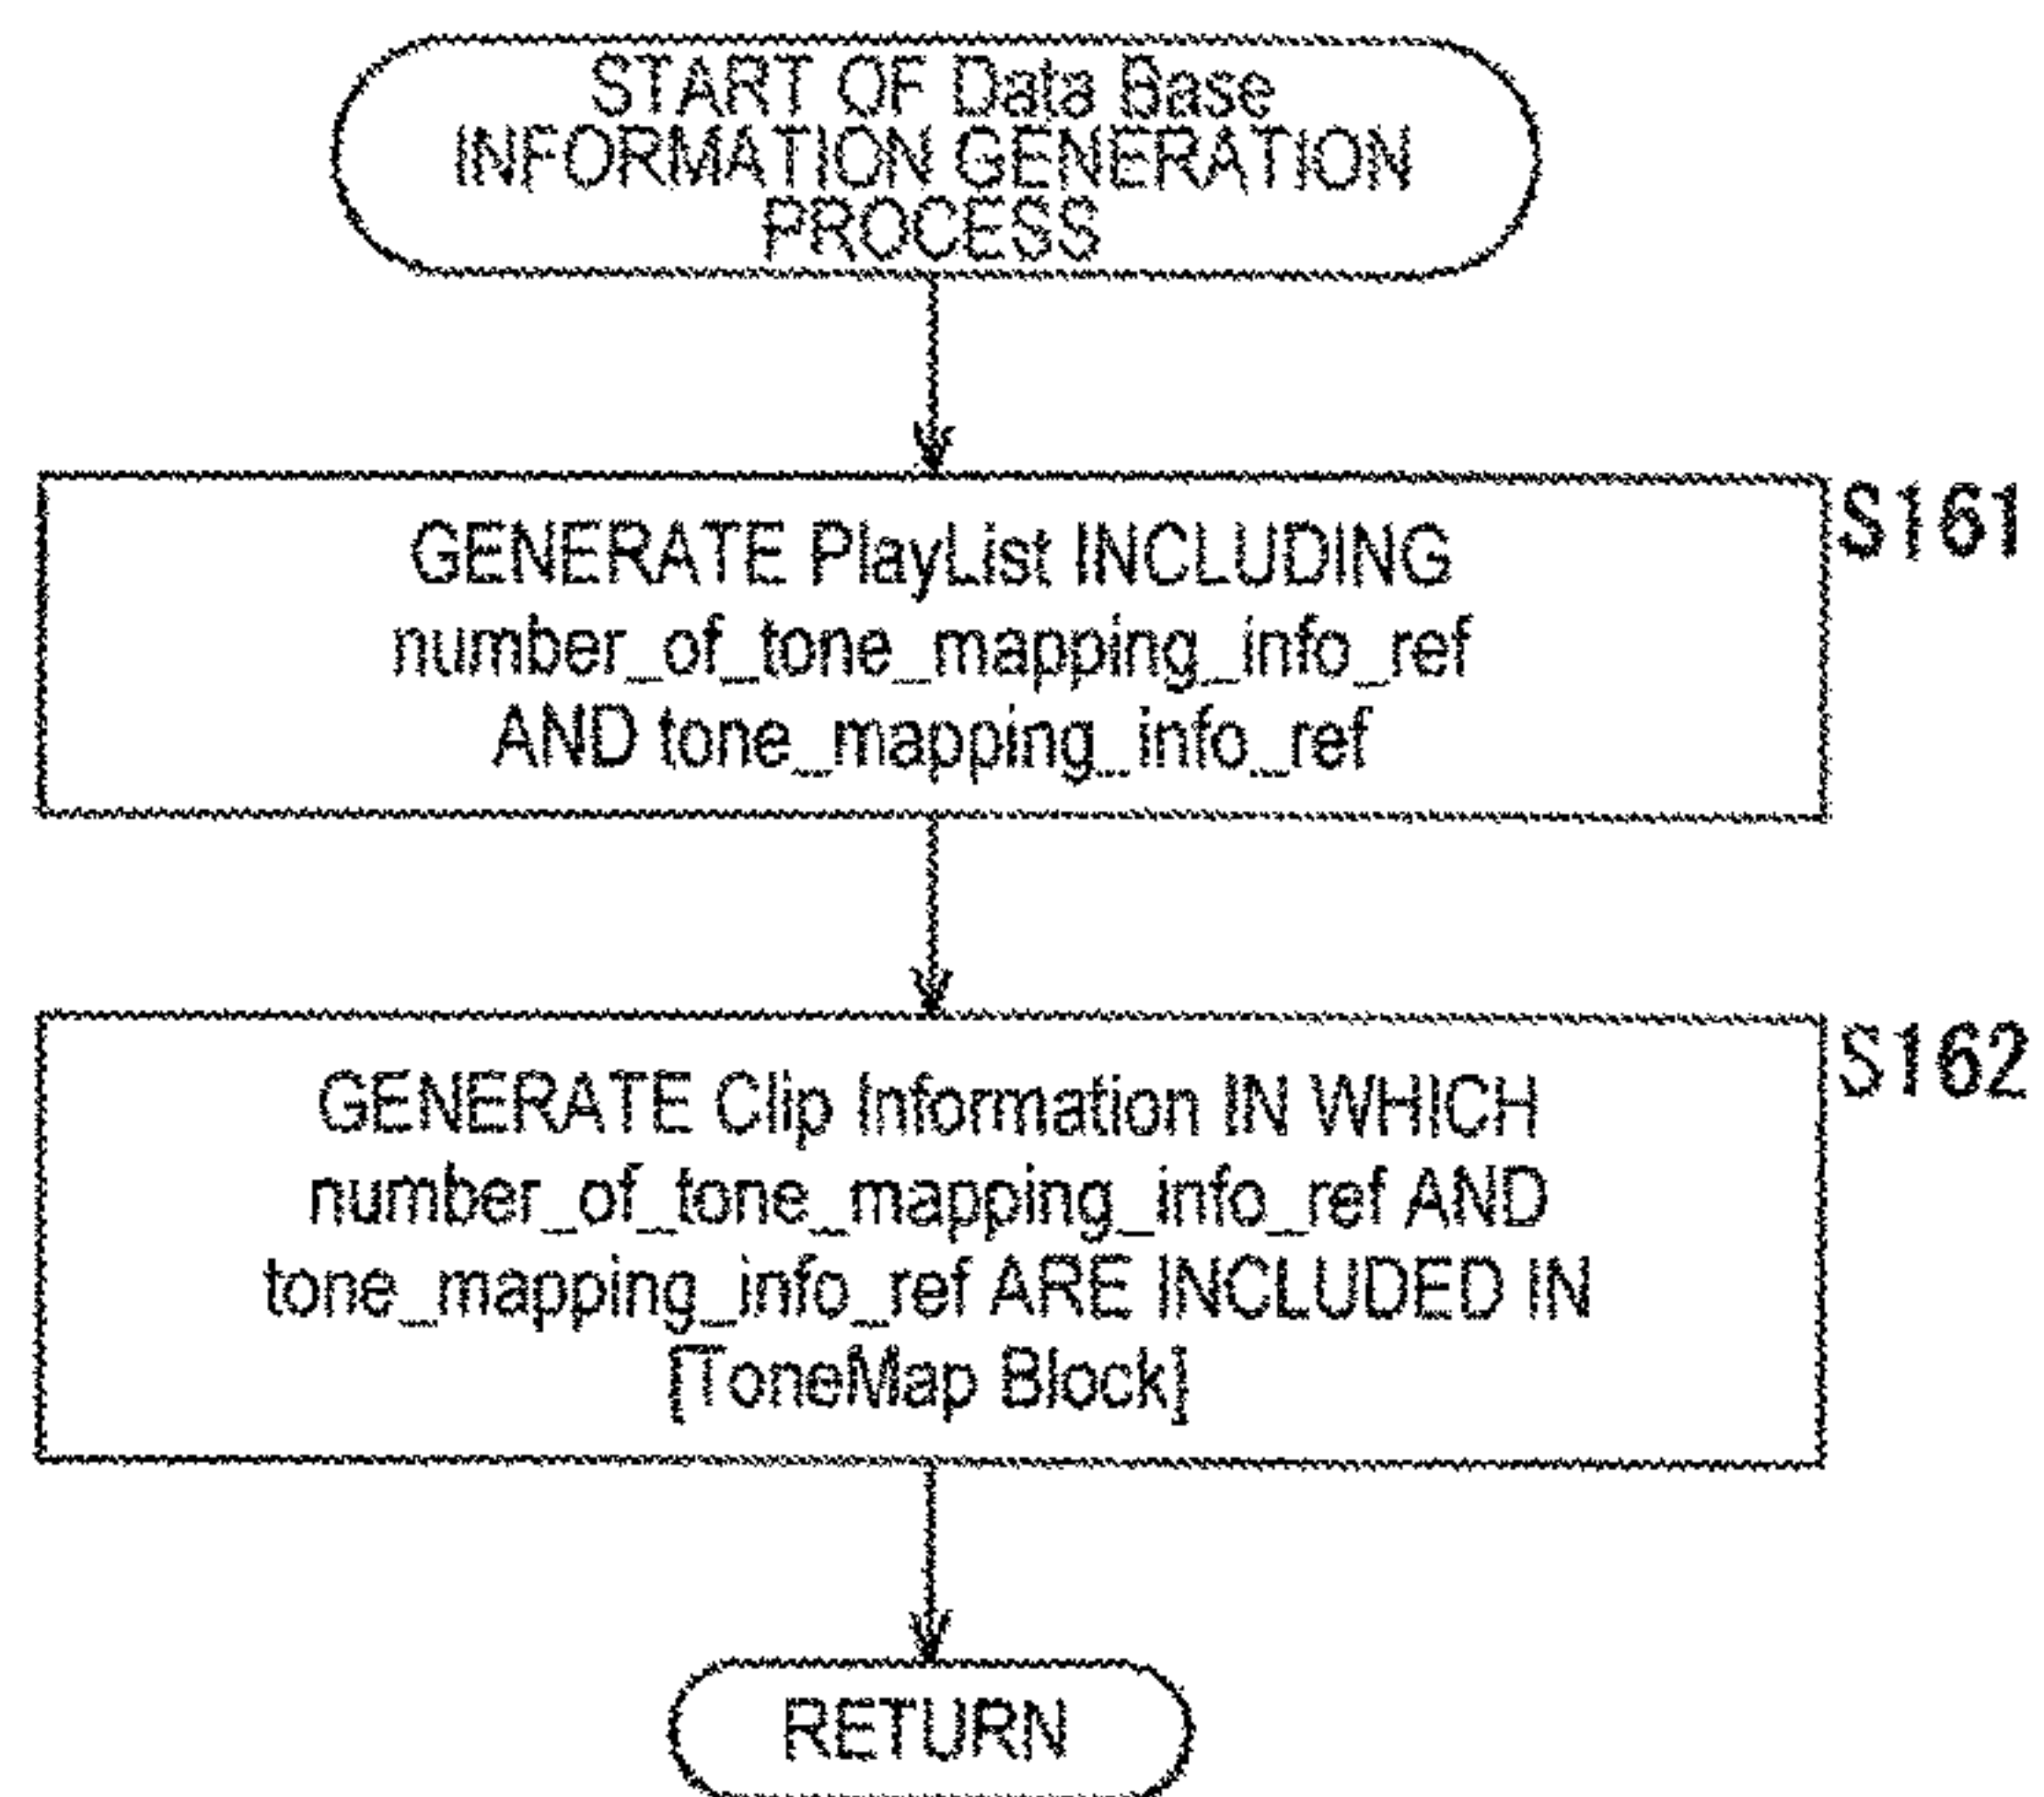 START OF Data Base
INFORMATION GENERATION
PROCESS
GENERATE PlayList INCLUDING
number_of_tone_mapping_info_ref
AND tone_mapping_info_ref
S161
GENERATE Clip Information IN WHICH
number_of_tone_mapping_info_ref AND
tone_mapping_info_ref ARE INCLUDED IN
[ToneMap Block]
S162
RETURN